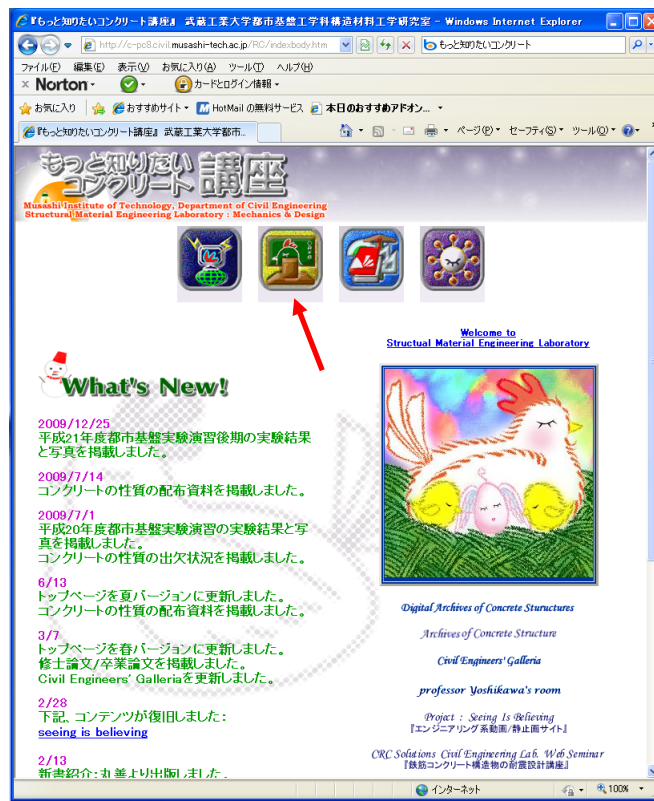 『もっと知りたいコンクリート講座』 武蔵工業大学都市基盤工学科構造材料工学研究室 - Windows Internet Explorer
http://c-pc8.civil.musashi-tech.ac.jp/RC/indexbody.htm
もっと知りたいコンクリート
ファイル(F) 編集(E) 表示(V) お気に入り(A) ツール(T) ヘルプ(H)
× Norton
カードとログイン情報
お気に入り おすすめサイト HotMail の無料サービス 本日のおすすめアドオン...
『もっと知りたいコンクリート講座』 武蔵工業大学都市...
ページ(P) セーフティ(S) ツール(O)
もっと知りたい
コンクリート 講座
Musashi Institute of Technology, Department of Civil Engineering
Structural Material Engineering Laboratory : Mechanics & Design
Welcome to
Structual Material Engineering Laboratory
What's New!
2009/12/25
平成21年度都市基盤実験演習後期の実験結果
と写真を掲載しました。
2009/7/14
コンクリートの性質の配布資料を掲載しました。
2009/7/1
平成20年度都市基盤実験演習の実験結果と写
真を掲載しました。
コンクリートの性質の出欠状況を掲載しました。
6/13
トップページを夏バージョンに更新しました。
コンクリートの性質の配布資料を掲載しました。
3/7
トップページを春バージョンに更新しました。
修士論文/卒業論文を掲載しました。
Civil Engineers' Galleriaを更新しました。
2/28
下記、コンテンツが復旧しました：
seeing is believing
2/13
新書紹介:丸善より出版しました。
Digital Archives of Concrete Stuructures
Archives of Concrete Structure
Civil Engineers' Galleria
professor Yoshikawa's room
Project : Seeing Is Believing
『エンジニアリング系動画/静止画サイト』
CRC Solutions Civil Engineering Lab. Web Seminar
『鉄筋コンクリート構造物の耐震設計講座』
インターネット
100%